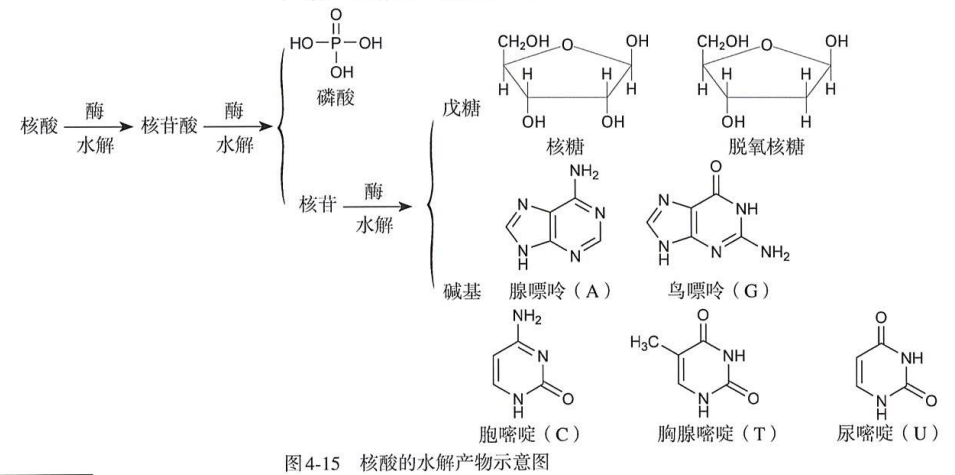 O
HO—P—OH
OH
磷酸
核酸 酶 水解 核苷酸 酶 水解
核苷 酶 水解
戊糖
CH₂OH O OH
H H H H
OH OH
核糖
CH₂OH O OH
H H H H
OH H
脱氧核糖
碱基
NH₂
N N
N N
H
腺嘌呤（A）
O
N NH
N N NH₂
H
鸟嘌呤（G）
NH₂
N
N O
H
胞嘧啶（C）
O
H₃C NH
N O
H
胸腺嘧啶（T）
O
NH
N O
H
尿嘧啶（U）
图4-15 核酸的水解产物示意图